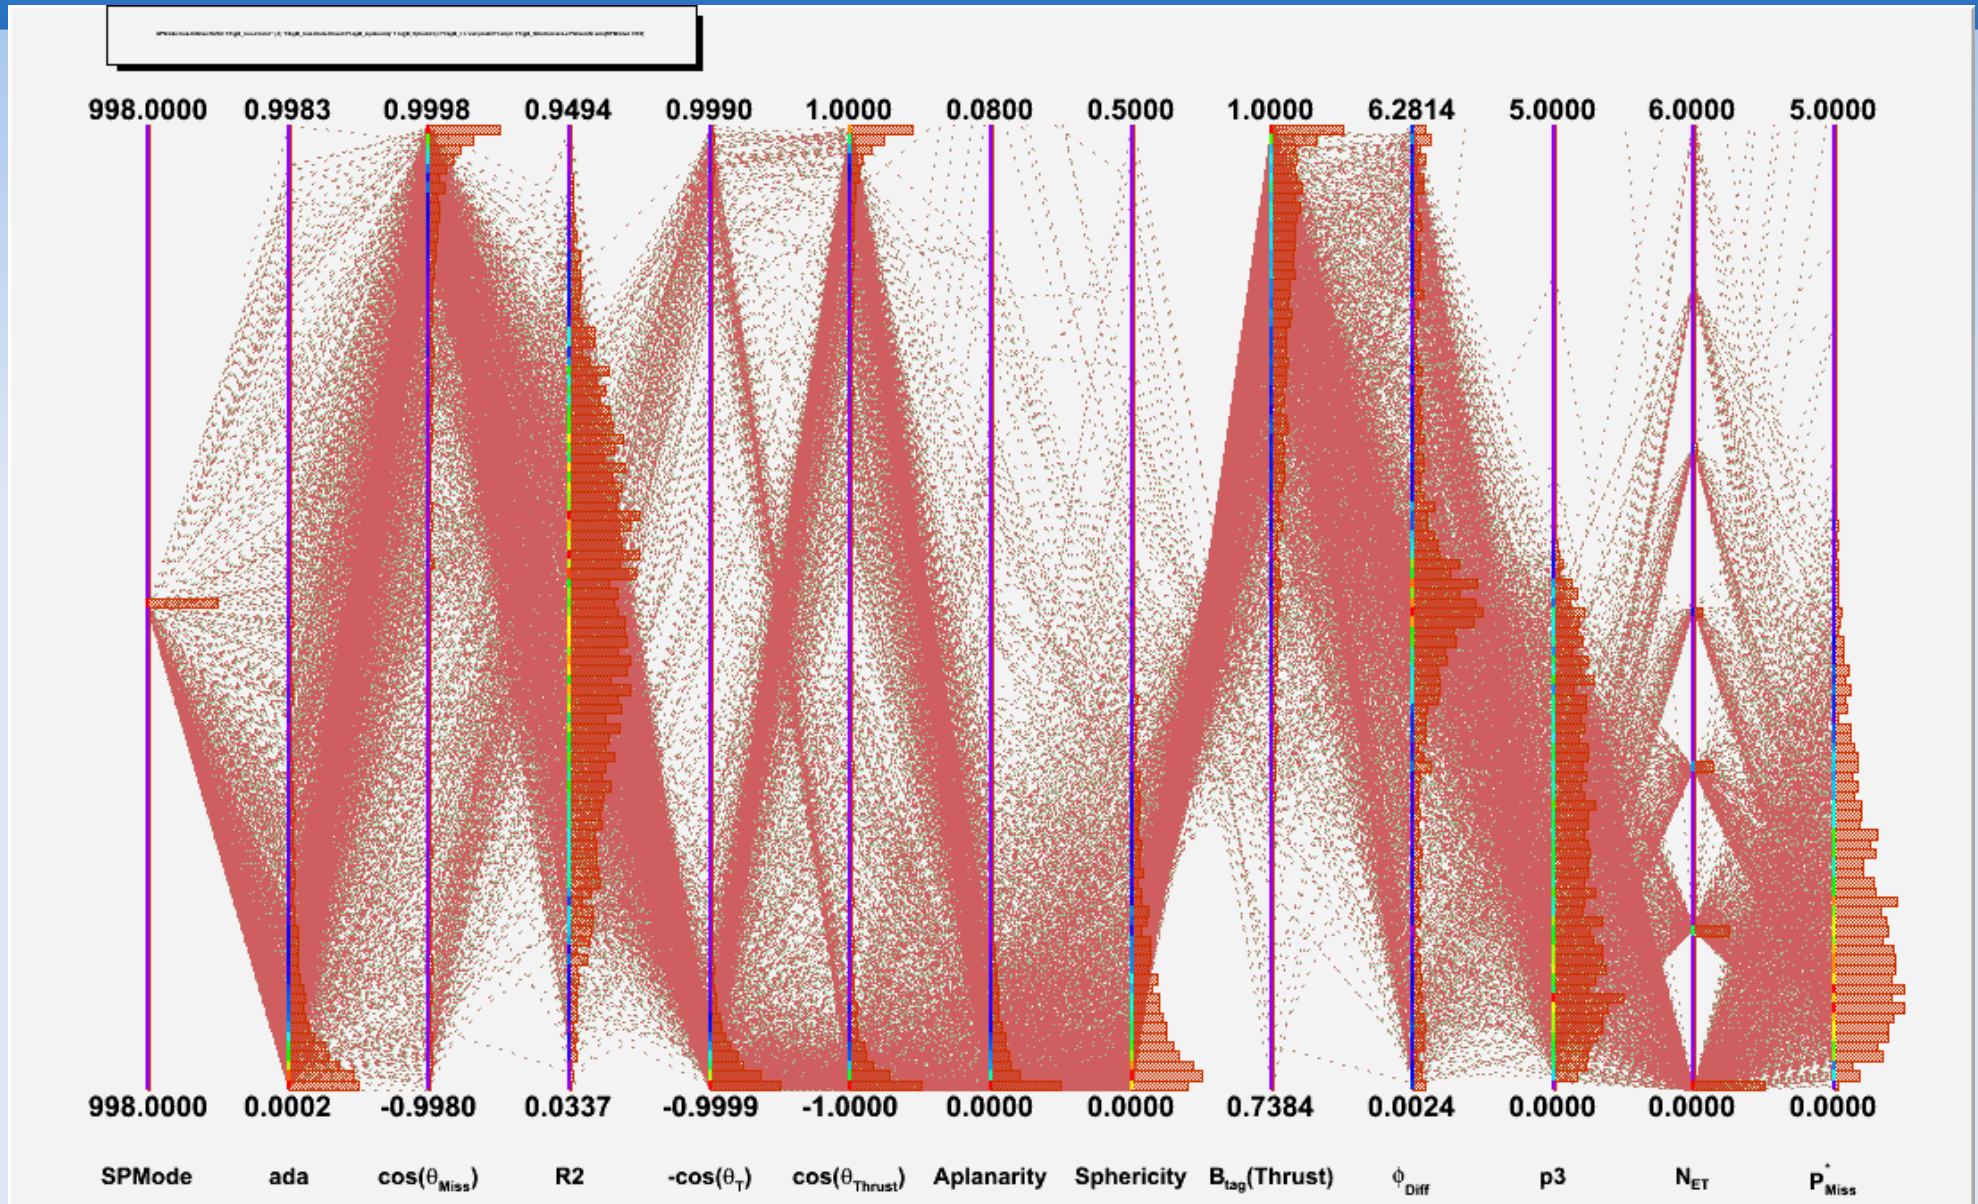 998.0000 0.9983 0.9998 0.9494 0.9990 1.0000 0.0800 0.5000 1.0000 6.2814 5.0000 6.0000 5.0000
998.0000 0.0002 -0.9980 0.0337 -0.9999 -1.0000 0.0000 0.0000 0.7384 0.0024 0.0000 0.0000 0.0000
SPMode ada cos(θMiss) R2 -cos(θT) cos(θThrust) Aplanarity Sphericity Btag(Thrust) ϕDiff p3 NET P*Miss